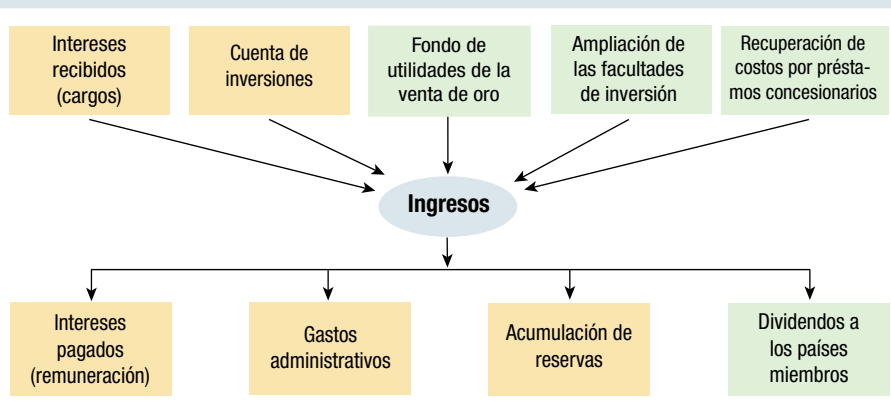 Intereses
recibidos
(cargos)
Cuenta de
inversiones
Fondo de
utilidades de la
venta de oro
Ampliación de
las facultades
de inversión
Recuperación de
costos por présta-
mos concesionarios
Ingresos
Intereses
pagados
(remuneración)
Gastos
administrativos
Acumulación de
reservas
Dividendos a
los países
miembros